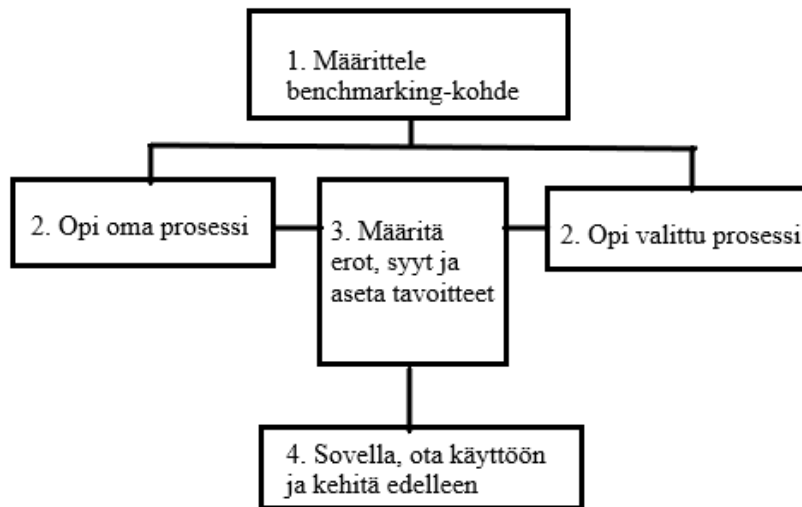 1. Määrittele
benchmarking-kohde
2. Opi oma prosessi
3. Määritä
erot, syyt ja
aseta tavoitteet
2. Opi valittu prosessi
4. Sovella, ota käyttöön
ja kehitä edelleen